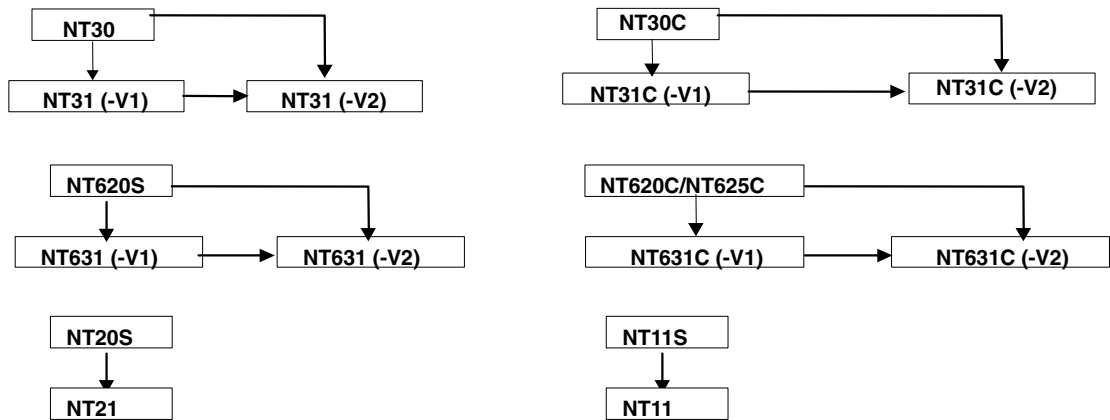 NT30
NT30C
NT31 (-V1)
NT31 (-V2)
NT31C (-V1)
NT31C (-V2)
NT620S
NT620C/NT625C
NT631 (-V1)
NT631 (-V2)
NT631C (-V1)
NT631C (-V2)
NT20S
NT11S
NT21
NT11